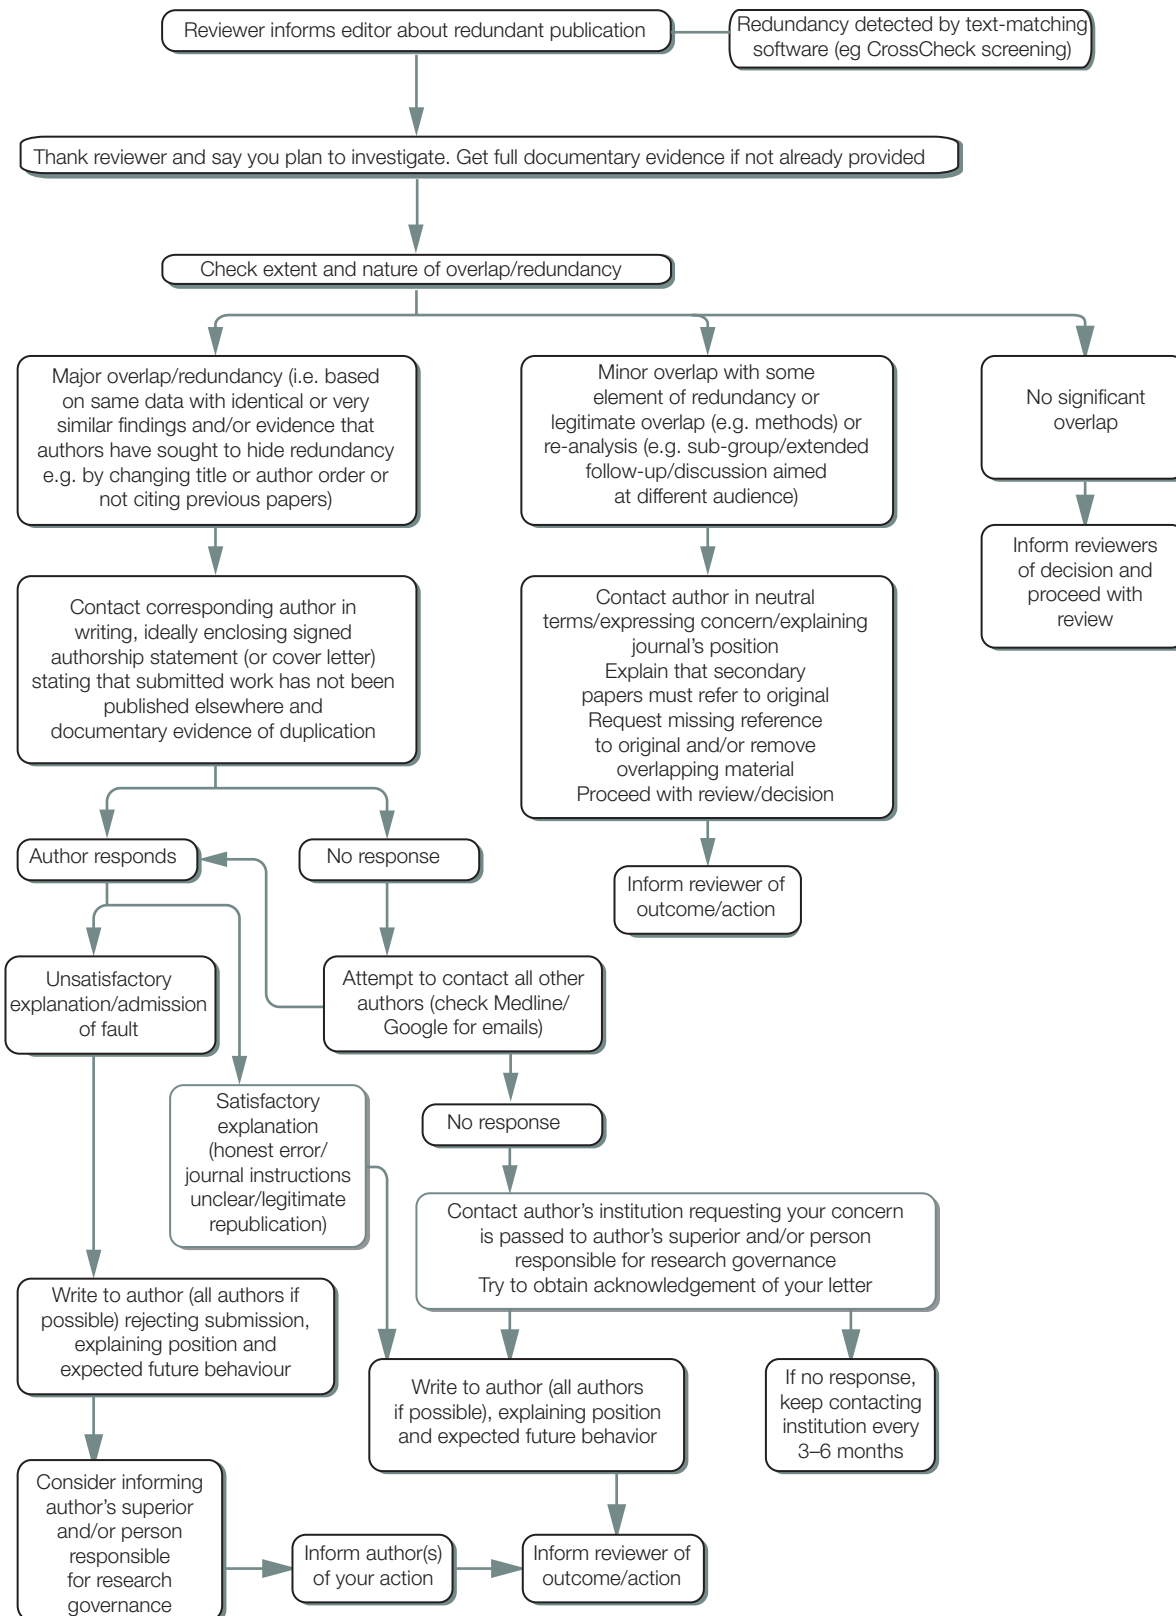 Reviewer informs editor about redundant publication
Redundancy detected by text-matching
software (eg CrossCheck screening)
Thank reviewer and say you plan to investigate. Get full documentary evidence if not already provided
Check extent and nature of overlap/redundancy
Major overlap/redundancy (i.e. based
on same data with identical or very
similar findings and/or evidence that
authors have sought to hide redundancy
e.g. by changing title or author order or
not citing previous papers)
Minor overlap with some
element of redundancy or
legitimate overlap (e.g. methods) or
re-analysis (e.g. sub-group/extended
follow-up/discussion aimed
at different audience)
No significant
overlap
Contact corresponding author in
writing, ideally enclosing signed
authorship statement (or cover letter)
stating that submitted work has not been
published elsewhere and
documentary evidence of duplication
Contact author in neutral
terms/expressing concern/explaining
journal's position
Explain that secondary
papers must refer to original
Request missing reference
to original and/or remove
overlapping material
Proceed with review/decision
Inform reviewers
of decision and
proceed with
review
Author responds
No response
Inform reviewer of
outcome/action
Unsatisfactory
explanation/admission
of fault
Attempt to contact all other
authors (check Medline/
Google for emails)
Satisfactory
explanation
(honest error/
journal instructions
unclear/legitimate
republication)
No response
Contact author's institution requesting your concern
is passed to author's superior and/or person
responsible for research governance
Try to obtain acknowledgement of your letter
Write to author (all authors if
possible) rejecting submission,
explaining position and
expected future behaviour
Write to author (all authors
if possible), explaining position
and expected future behavior
If no response,
keep contacting
institution every
3–6 months
Consider informing
author's superior
and/or person
responsible
for research
governance
Inform author(s)
of your action
Inform reviewer of
outcome/action